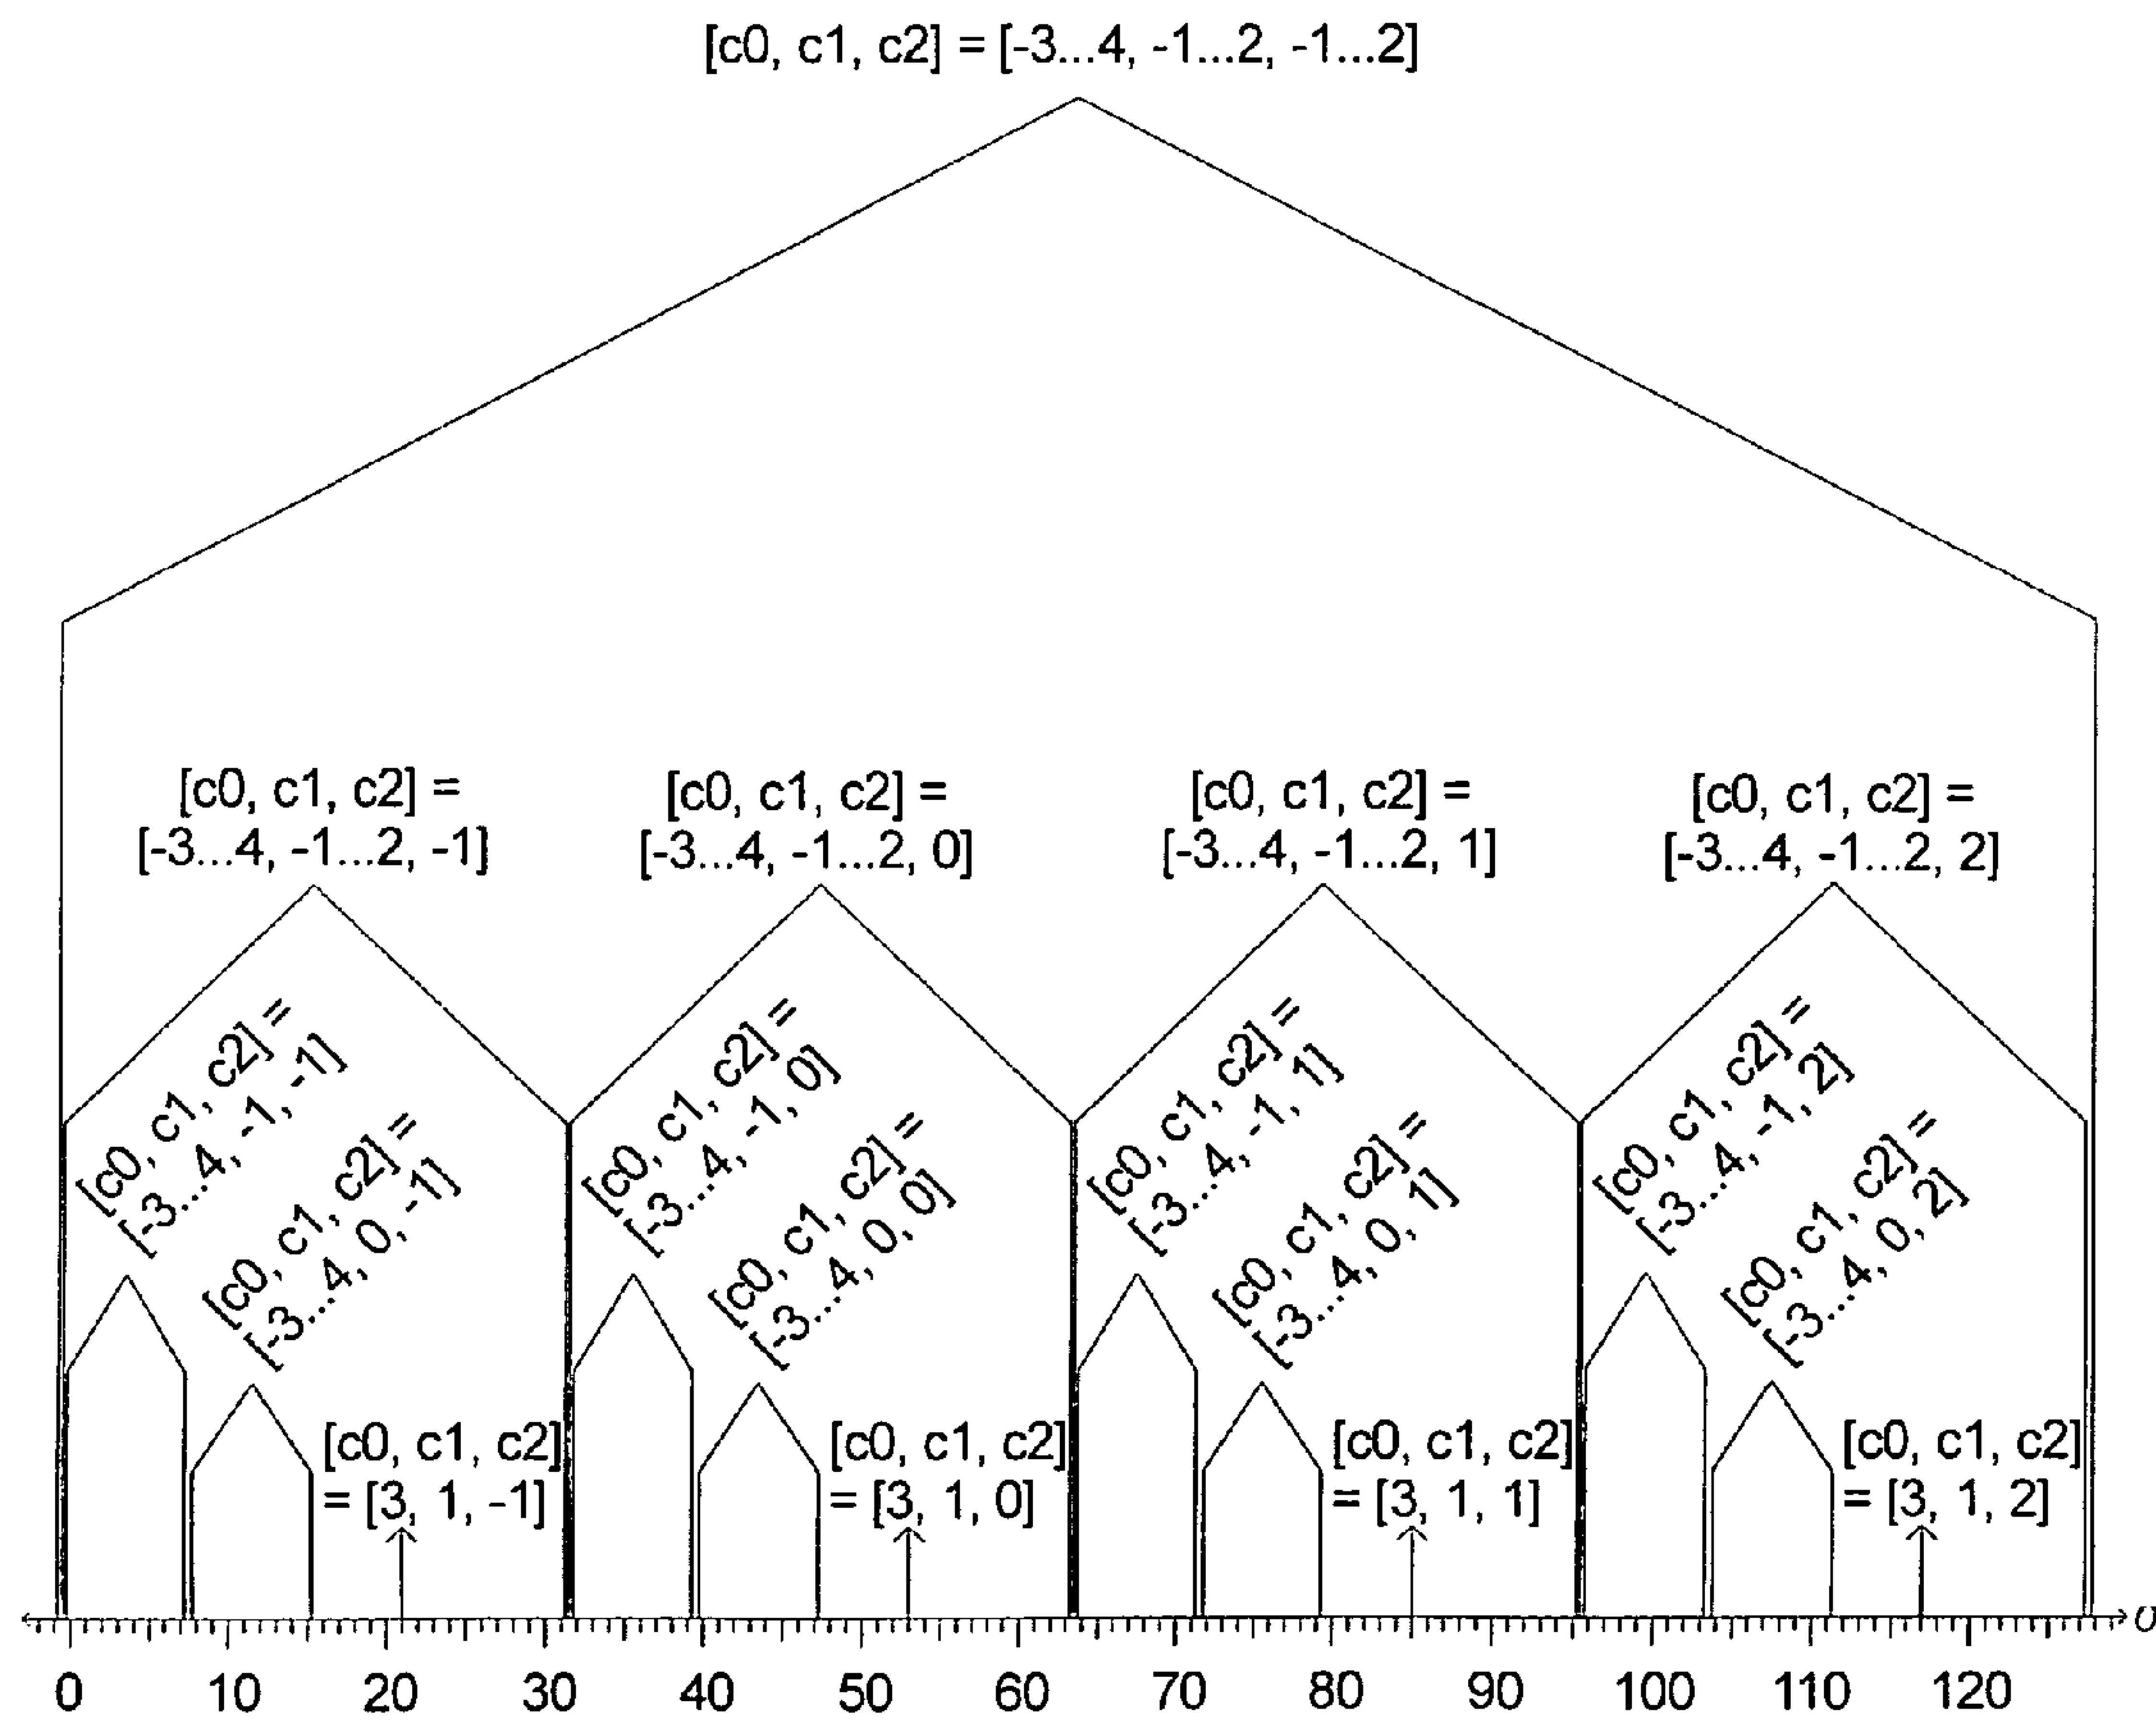 [c0, c1, c2] = [-3...4, -1...2, -1...2]
[c0, c1, c2] =
[-3...4, -1...2, -1]
[c0, c1, c2] =
[-3...4, -1...2, 0]
[c0, c1, c2] =
[-3...4, -1...2, 1]
[c0, c1, c2] =
[-3...4, -1...2, 2]
[c0, c1, c2] =
[-3...4, -1, -1]
[c0, c1, c2] =
[-3...4, 0, -1]
[c0, c1, c2]
= [3, 1, -1]
[c0, c1, c2] =
[-3...4, -1, 0]
[c0, c1, c2] =
[-3...4, 0, 0]
[c0, c1, c2]
= [3, 1, 0]
[c0, c1, c2] =
[-3...4, -1, 1]
[c0, c1, c2] =
[-3...4, 0, 1]
[c0, c1, c2]
= [3, 1, 1]
[c0, c1, c2] =
[-3...4, -1, 2]
[c0, c1, c2] =
[-3...4, 0, 2]
[c0, c1, c2]
= [3, 1, 2]
0 10 20 30 40 50 60 70 80 90 100 110 120